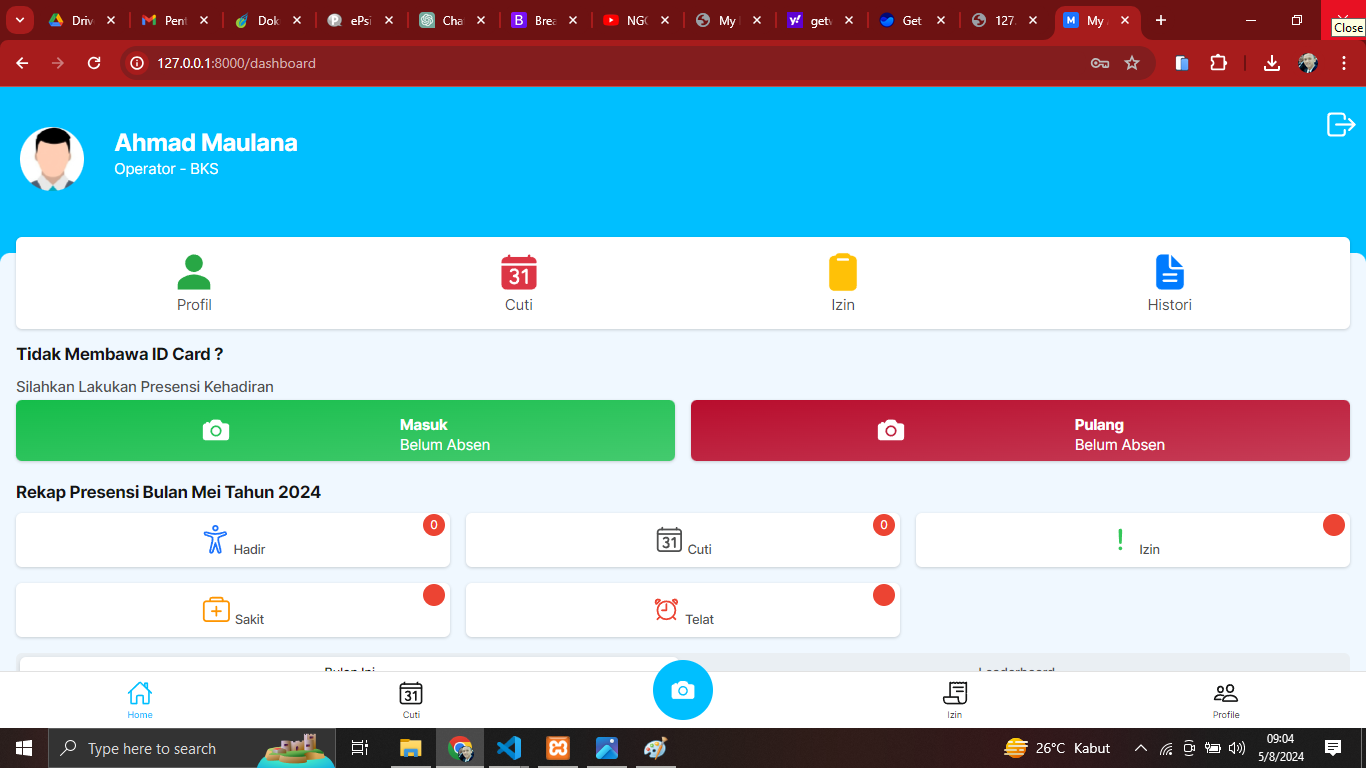 Driv
Pent
Dok
ePsi
Cha
Brea
NGO
My
getv
Get
127.
My
Close
127.0.0.1:8000/dashboard
Ahmad Maulana
Operator - BKS
Profil
31
Cuti
Izin
Histori
Tidak Membawa ID Card ?
Silahkan Lakukan Presensi Kehadiran
Masuk
Belum Absen
Pulang
Belum Absen
Rekap Presensi Bulan Mei Tahun 2024
0
Hadir
0
31 Cuti
Izin
Sakit
Telat
Bulan Ini
Leaderboard
Home
31
Cuti
Izin
Profile
Type here to search
26°C Kabut
09:04
5/8/2024